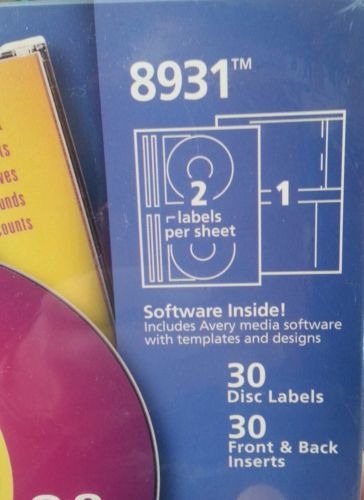 8931™
2
labels
per sheet
1
Software Inside!
Includes Avery media software
with templates and designs
30
Disc Labels
30
Front & Back
Inserts
ounts